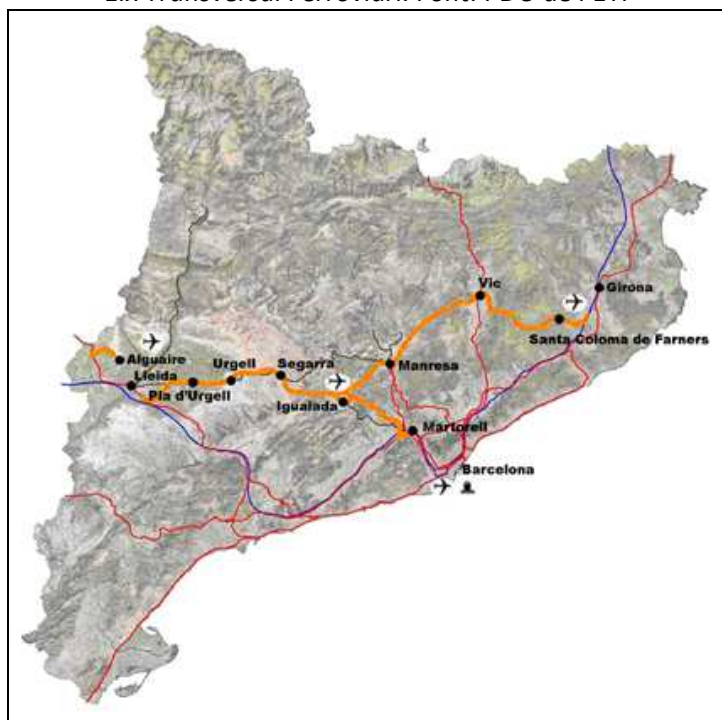 Vic
Girona
Santa Coloma de Farners
Alguaire
Lleida
Pla d'Urgell
Urgell
Segarra
Manresa
Igualada
Martorell
Barcelona